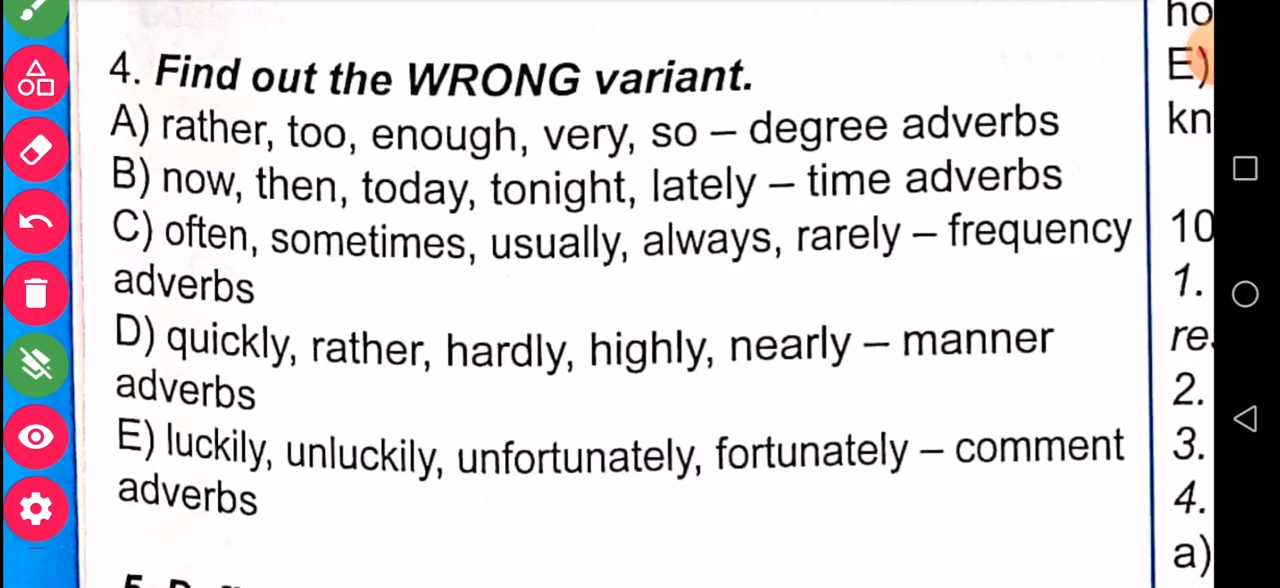 4. Find out the WRONG variant.
A) rather, too, enough, very, so – degree adverbs
B) now, then, today, tonight, lately – time adverbs
C) often, sometimes, usually, always, rarely – frequency
adverbs
D) quickly, rather, hardly, highly, nearly – manner
adverbs
E) luckily, unluckily, unfortunately, fortunately – comment
adverbs
ho
E)
kn
10
1.
re
2.
3.
4.
a)